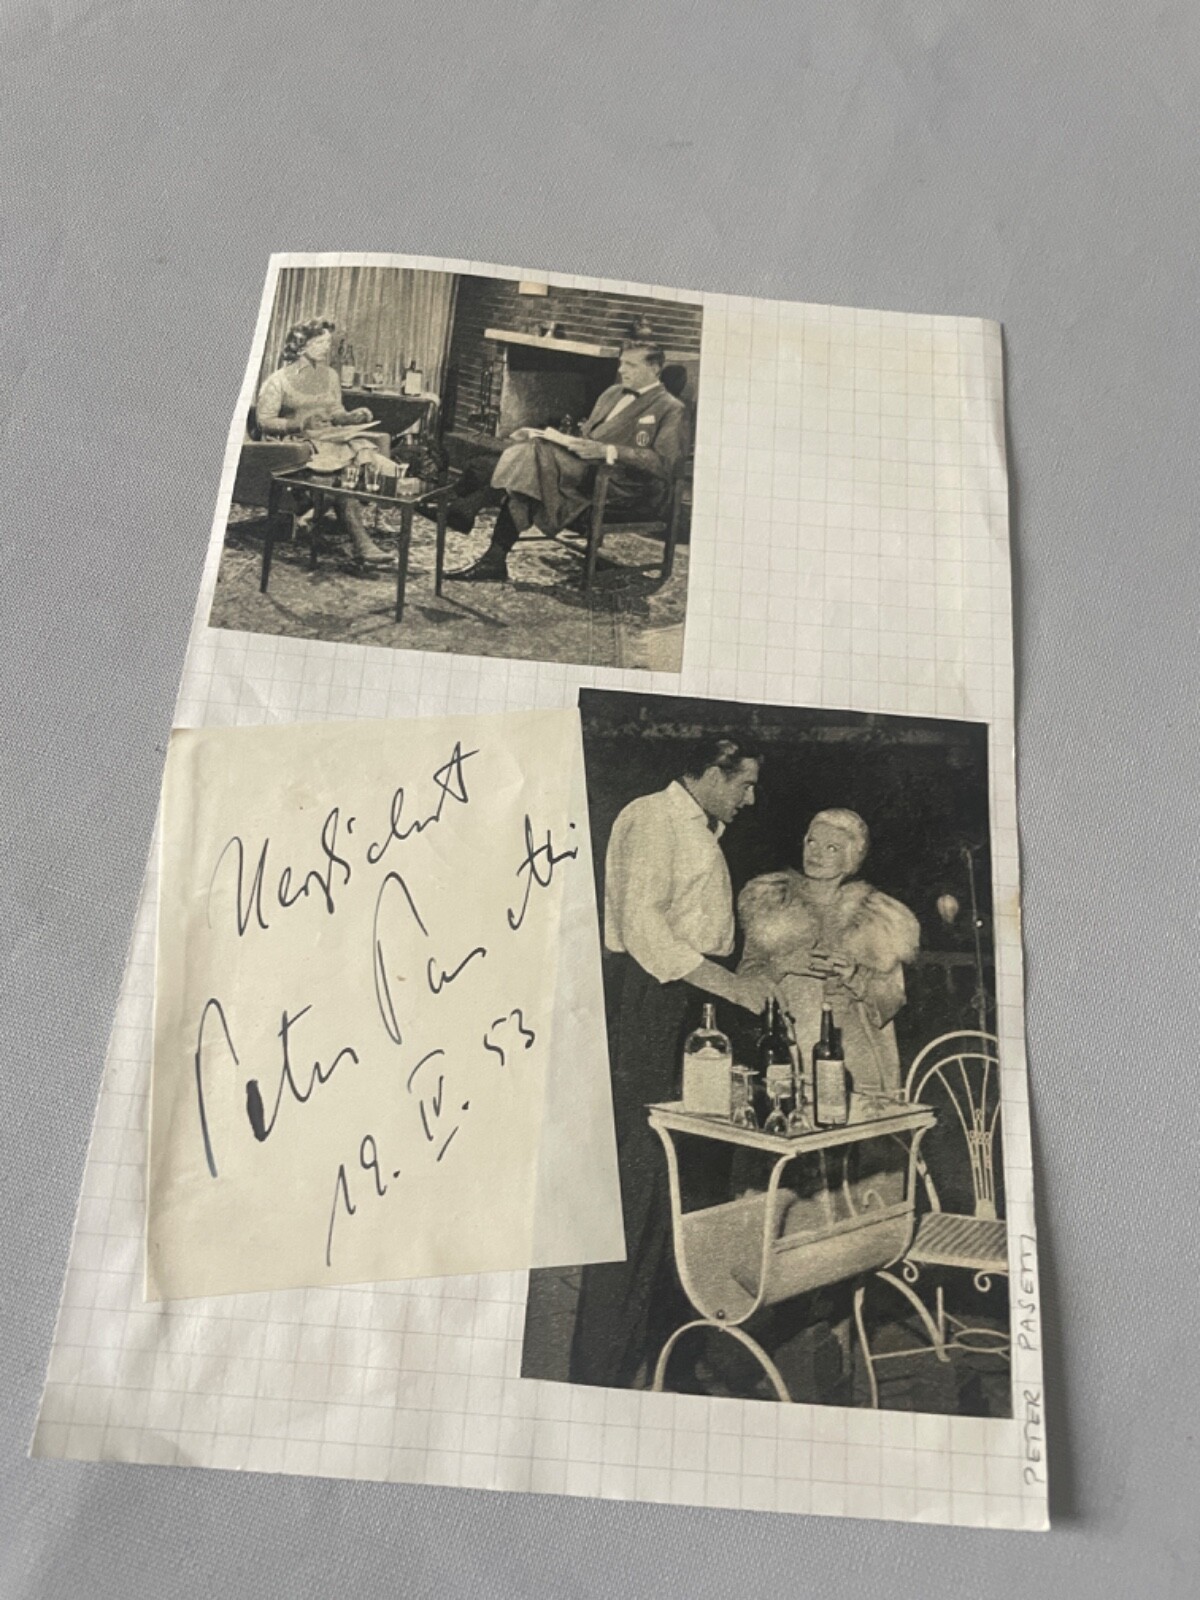 Herzlichst
Peter Pasetti
19. IV. 53
PETER PASETTI